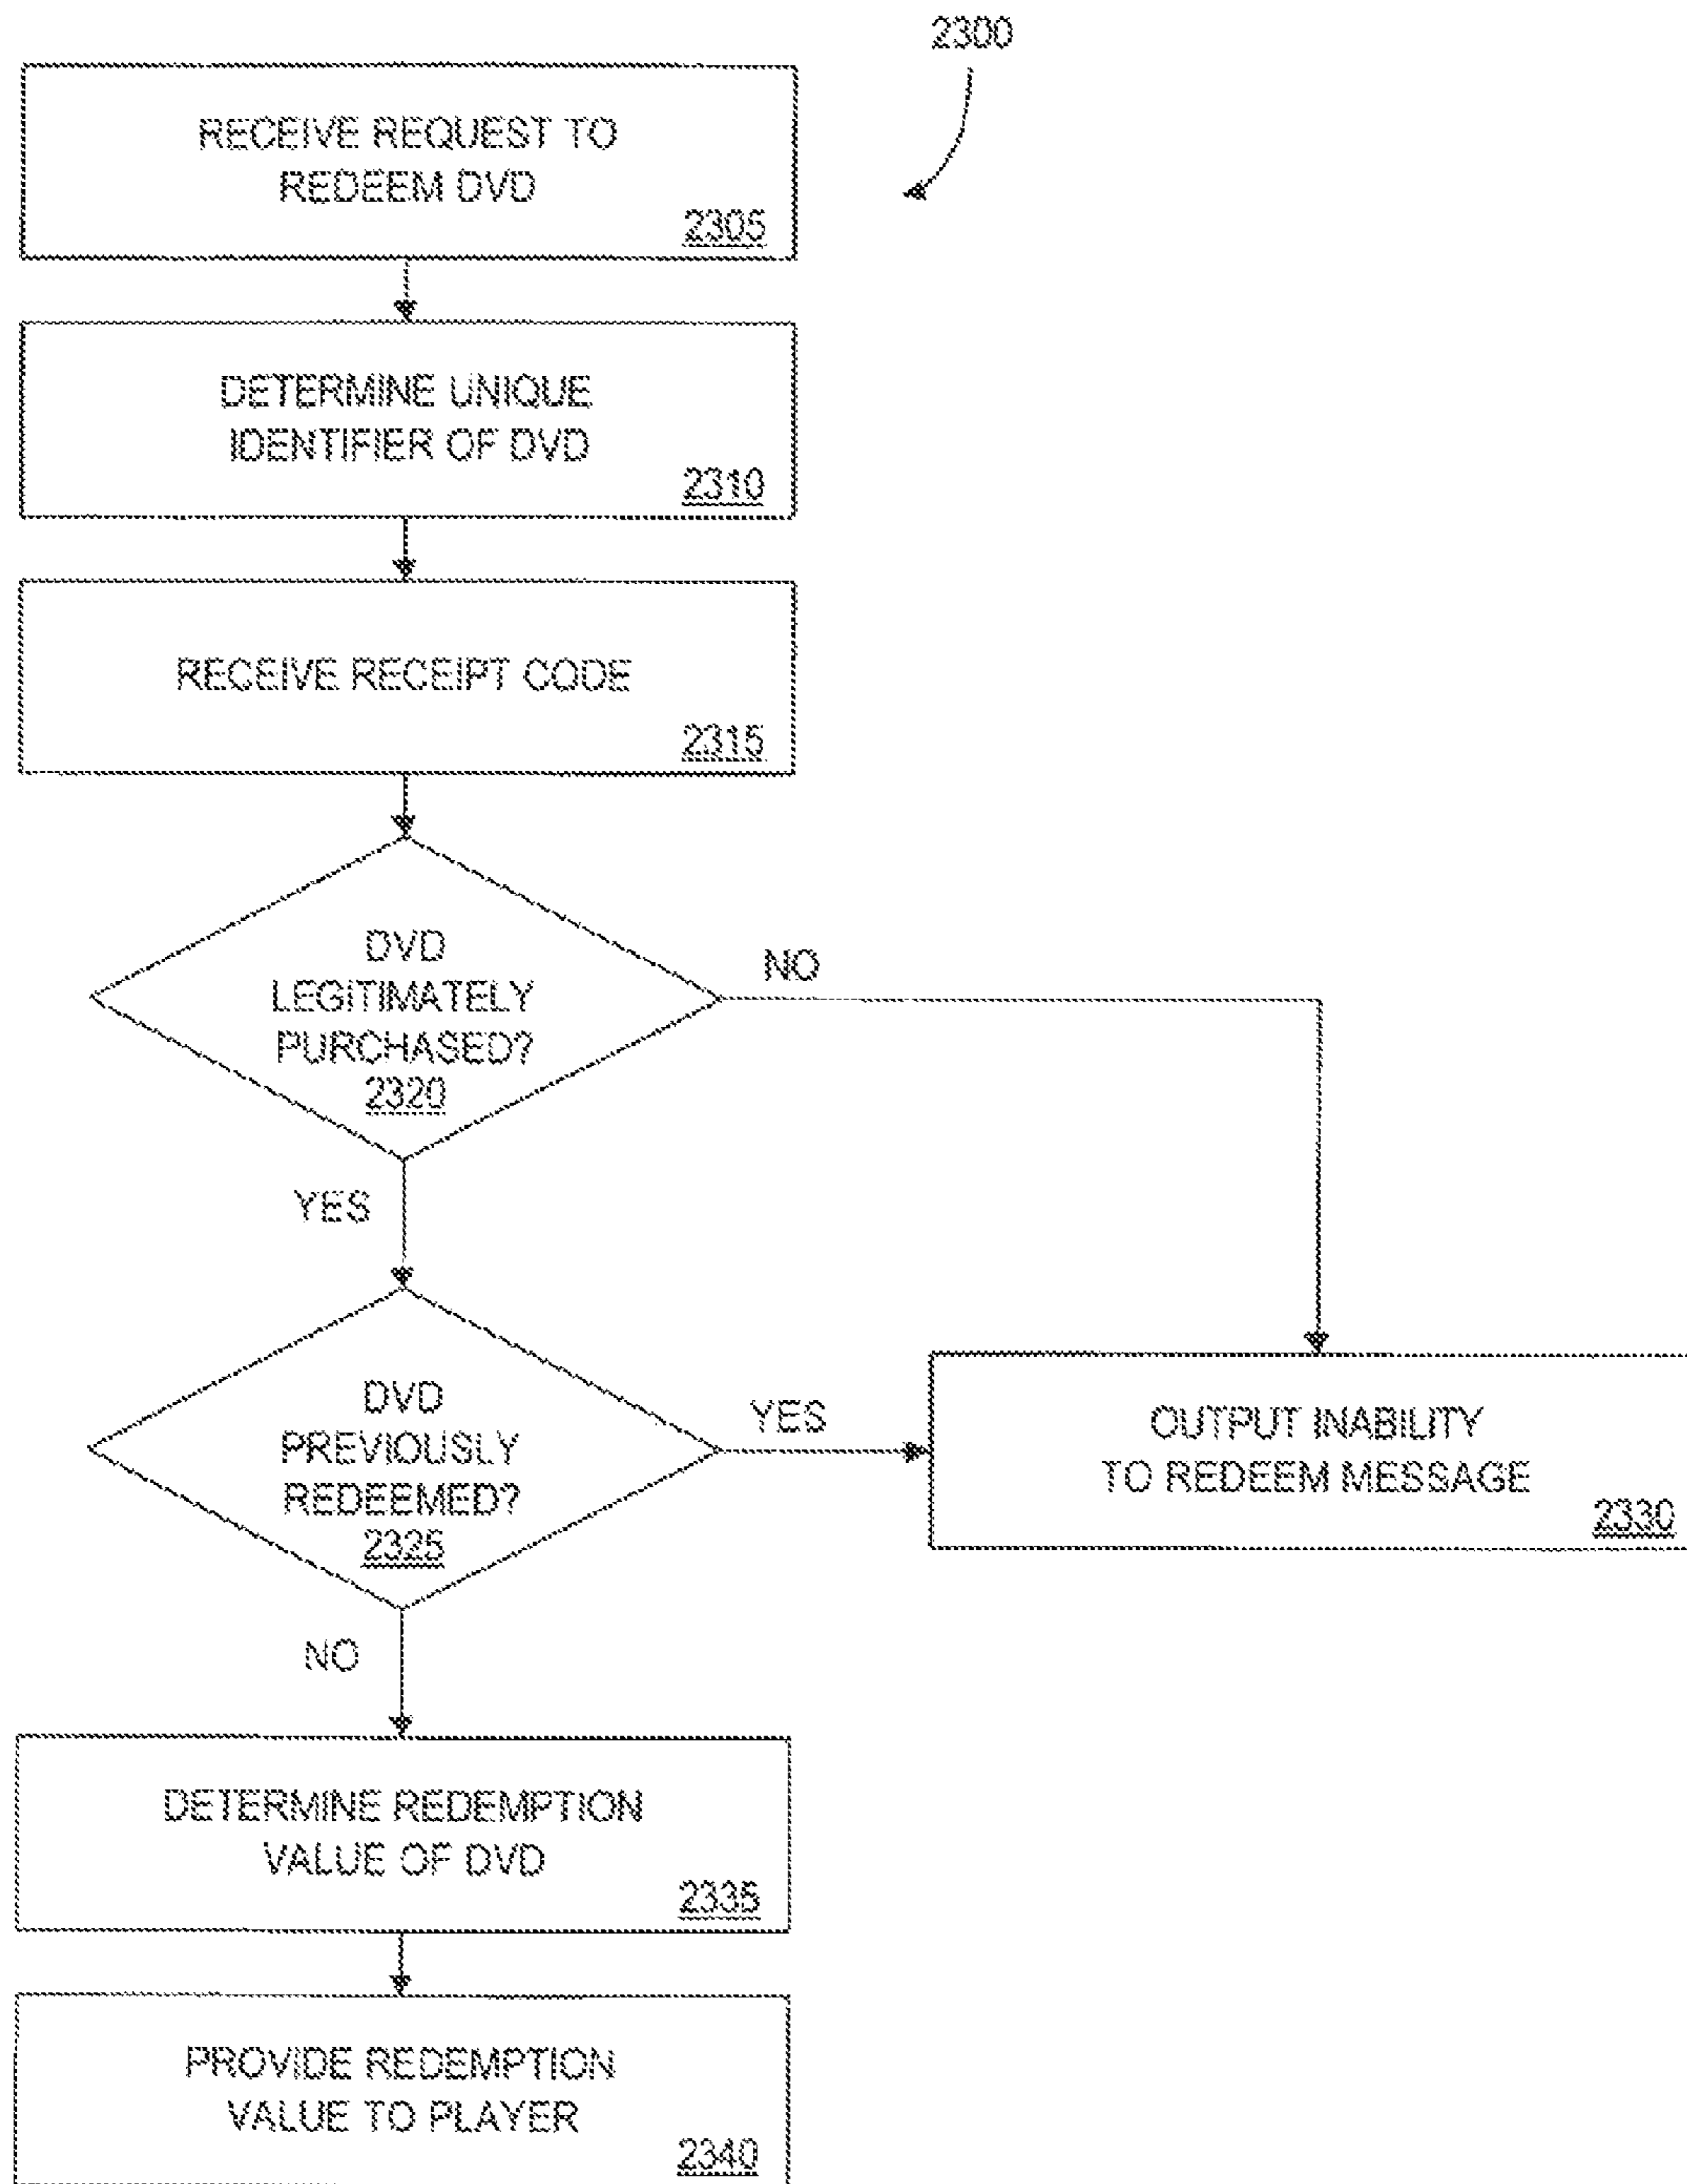 2300
RECEIVE REQUEST TO
REDEEM DVD
2305
DETERMINE UNIQUE
IDENTIFIER OF DVD
2310
RECEIVE RECEIPT CODE
2315
DVD
LEGITIMATELY
PURCHASED?
2320
NO
YES
DVD
PREVIOUSLY
REDEEMED?
2325
YES
OUTPUT INABILITY
TO REDEEM MESSAGE
2330
NO
DETERMINE REDEMPTION
VALUE OF DVD
2335
PROVIDE REDEMPTION
VALUE TO PLAYER
2340